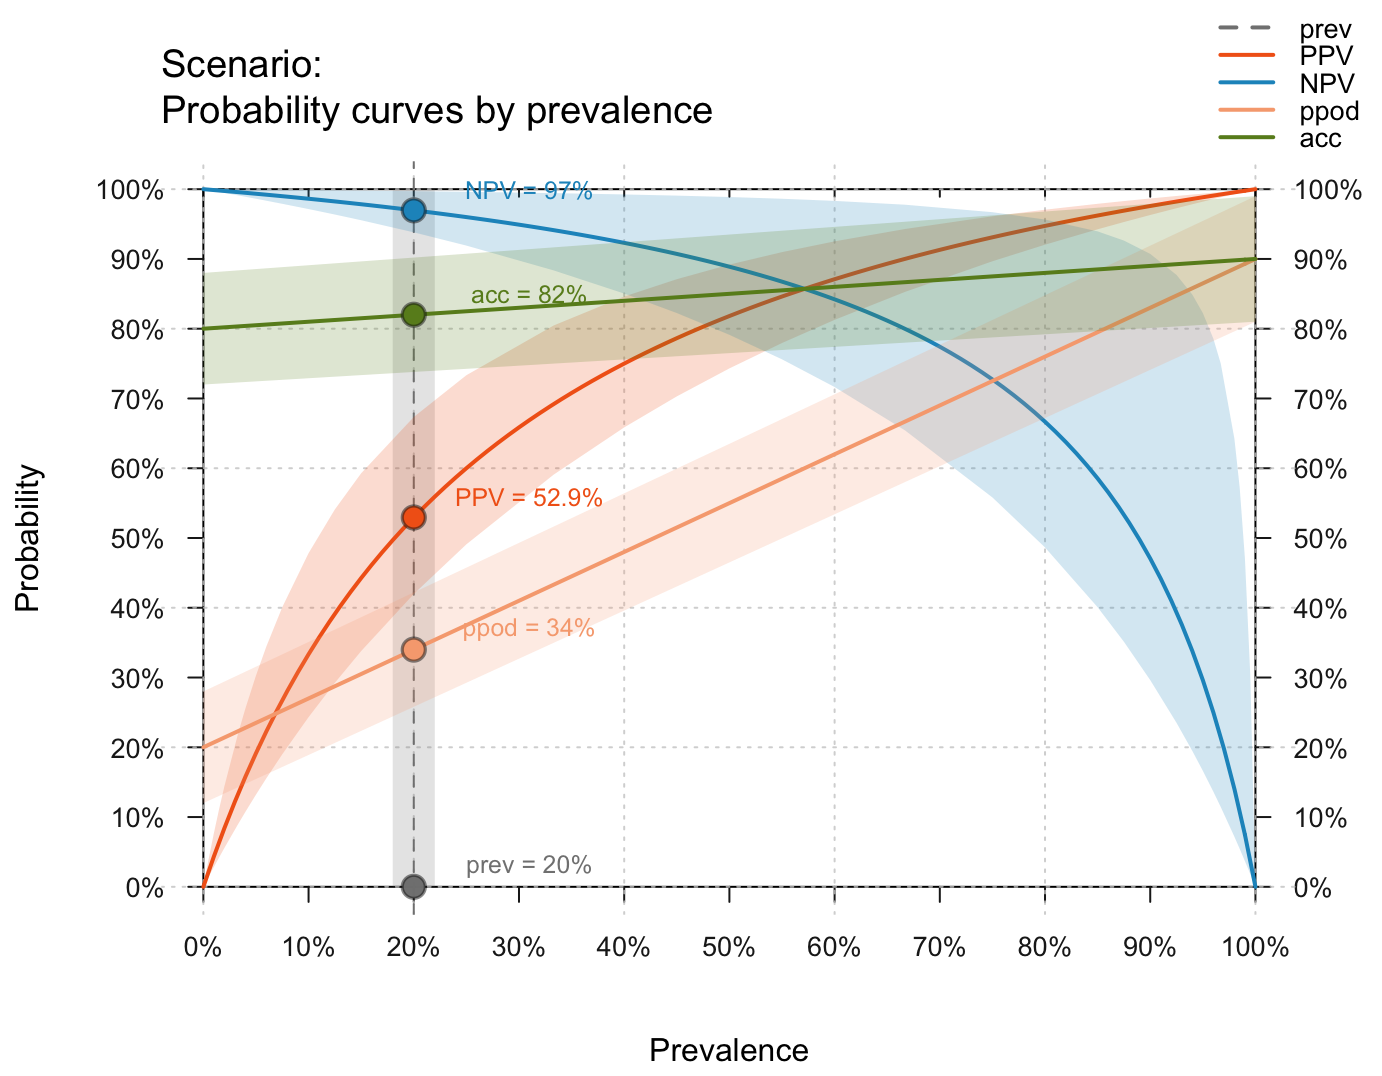 prev
PPV
NPV
ppod
acc
Scenario:
Probability curves by prevalence
100%
90%
80%
70%
60%
50%
40%
30%
20%
10%
0%
Probability
NPV = 97%
acc = 82%
PPV = 52.9%
ppod = 34%
prev = 20%
100%
90%
80%
70%
60%
50%
40%
30%
20%
10%
0%
0% 10% 20% 30% 40% 50% 60% 70% 80% 90% 100%
Prevalence